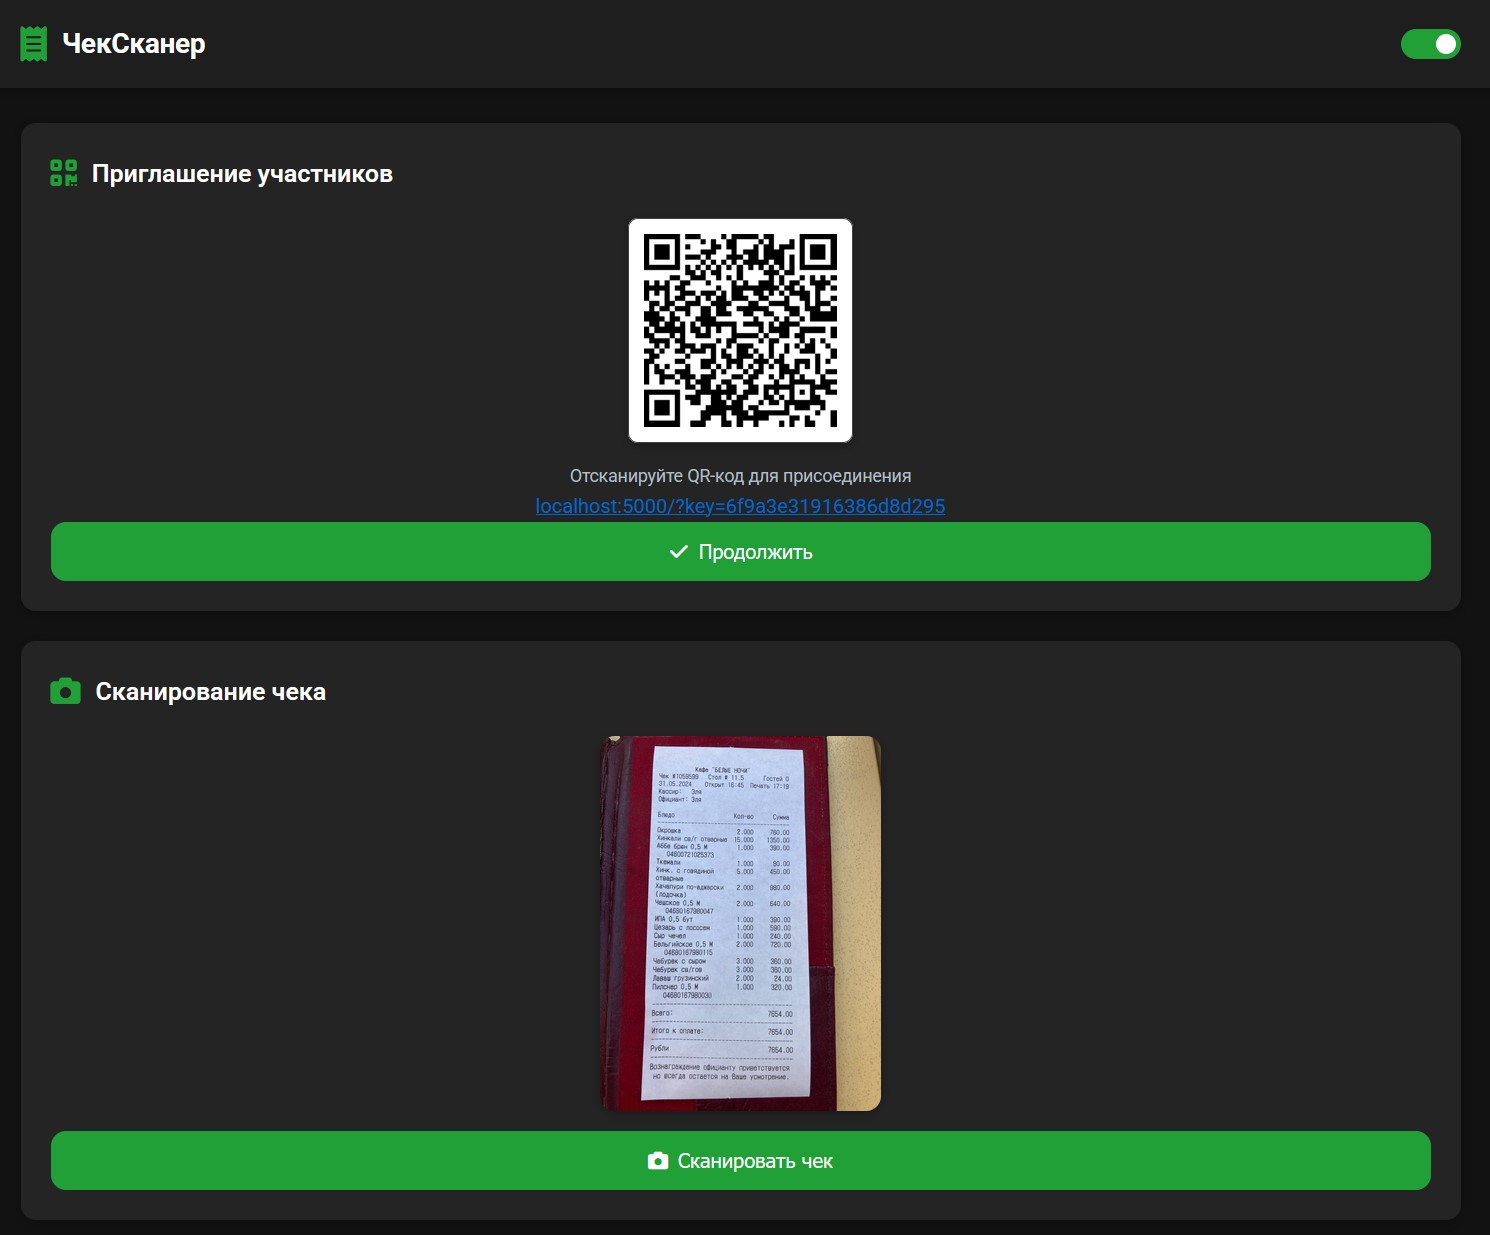 ЧекСканер
Приглашение участников
Отсканируйте QR-код для присоединения
localhost:5000/?key=6f9a3e31916386d8d295
Продолжить
Сканирование чека
Кафе "БЕЛЫЕ НОЧИ"
Чек #1059599 Стол # 11.5 Гостей 0
31.05.2024 Открыт 16:45 Печать 17:19
Кассир: Эля
Официант: Эля
Блюдо Кол-во Сумма
Окрошка 2.000 780.00
Хинкали св/г отварные 15.000 1350.00
Абба брен 0,5 М 1.000 390.00
04600721025373
Ткемали 1.000 60.00
Хинк. с говядиной 5.000 450.00
отварные
Хачапури по-аджарски 2.000 980.00
(лодочка)
Чешское 0,5 М 2.000 640.00
04680167980047
ИПА 0,5 бут 1.000 390.00
Цезарь с лососем 1.000 590.00
Сыр чечел 1.000 240.00
Бельгийское 0,5 М 2.000 720.00
04680167980115
Чебурек с сыром 3.000 360.00
Чебурек св/гов 3.000 360.00
Лаваш грузинский 2.000 24.00
Пилснер 0,5 М 1.000 320.00
04680167980030
Всего: 7654.00
Итого к оплате: 7654.00
Рубли 7654.00
Вознаграждение официанту приветствуется
но всегда остается на Ваше усмотрение.
Сканировать чек